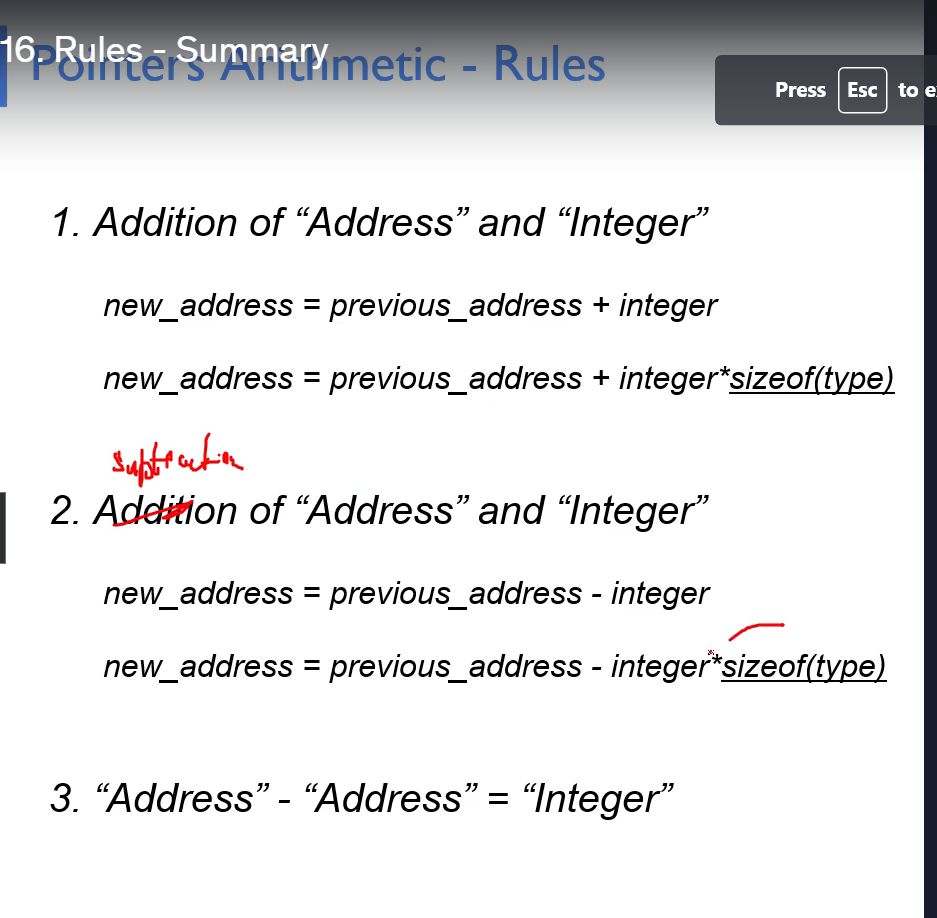 16. Rules - Summary
Pointers Arithmetic - Rules
Press Esc to e
1. Addition of “Address” and “Integer”
new_address = previous_address + integer
new_address = previous_address + integer*sizeof(type)
subtraction
2. Addition of “Address” and “Integer”
new_address = previous_address - integer
new_address = previous_address - integer*sizeof(type)
3. “Address” - “Address” = “Integer”